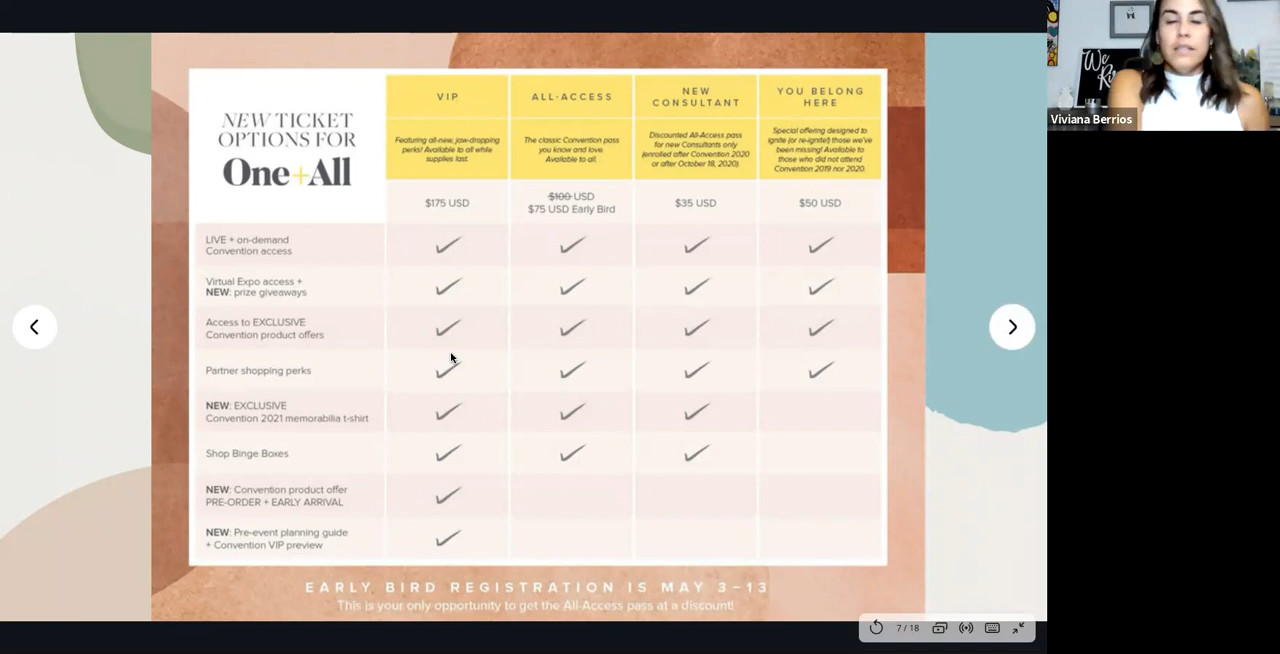 NEW TICKET
OPTIONS FOR
One+All
VIP
Featuring all-new, jaw-dropping
perks! Available to all while
supplies last.
$175 USD
ALL-ACCESS
The classic Convention pass
you know and love.
Available to all.
$100 USD
$75 USD Early Bird
NEW
CONSULTANT
Discounted All-Access pass
for new Consultants only
(enrolled after Convention 2020
or after October 18, 2020)
$35 USD
YOU BELONG
HERE
Special offering designed to
ignite (or re-ignite!) those we've
been missing! Available to
those who did not attend
Convention 2019 nor 2020.
$50 USD
LIVE + on-demand
Convention access
Virtual Expo access +
NEW: prize giveaways
Access to EXCLUSIVE
Convention product offers
Partner shopping perks
NEW: EXCLUSIVE
Convention 2021 memorabilia t-shirt
Shop Binge Boxes
NEW: Convention product offer
PRE-ORDER + EARLY ARRIVAL
NEW: Pre-event planning guide
+ Convention VIP preview
EARLY BIRD REGISTRATION IS MAY 3-13
This is your only opportunity to get the All-Access pass at a discount!
7 / 18
We
Viviana Berrios